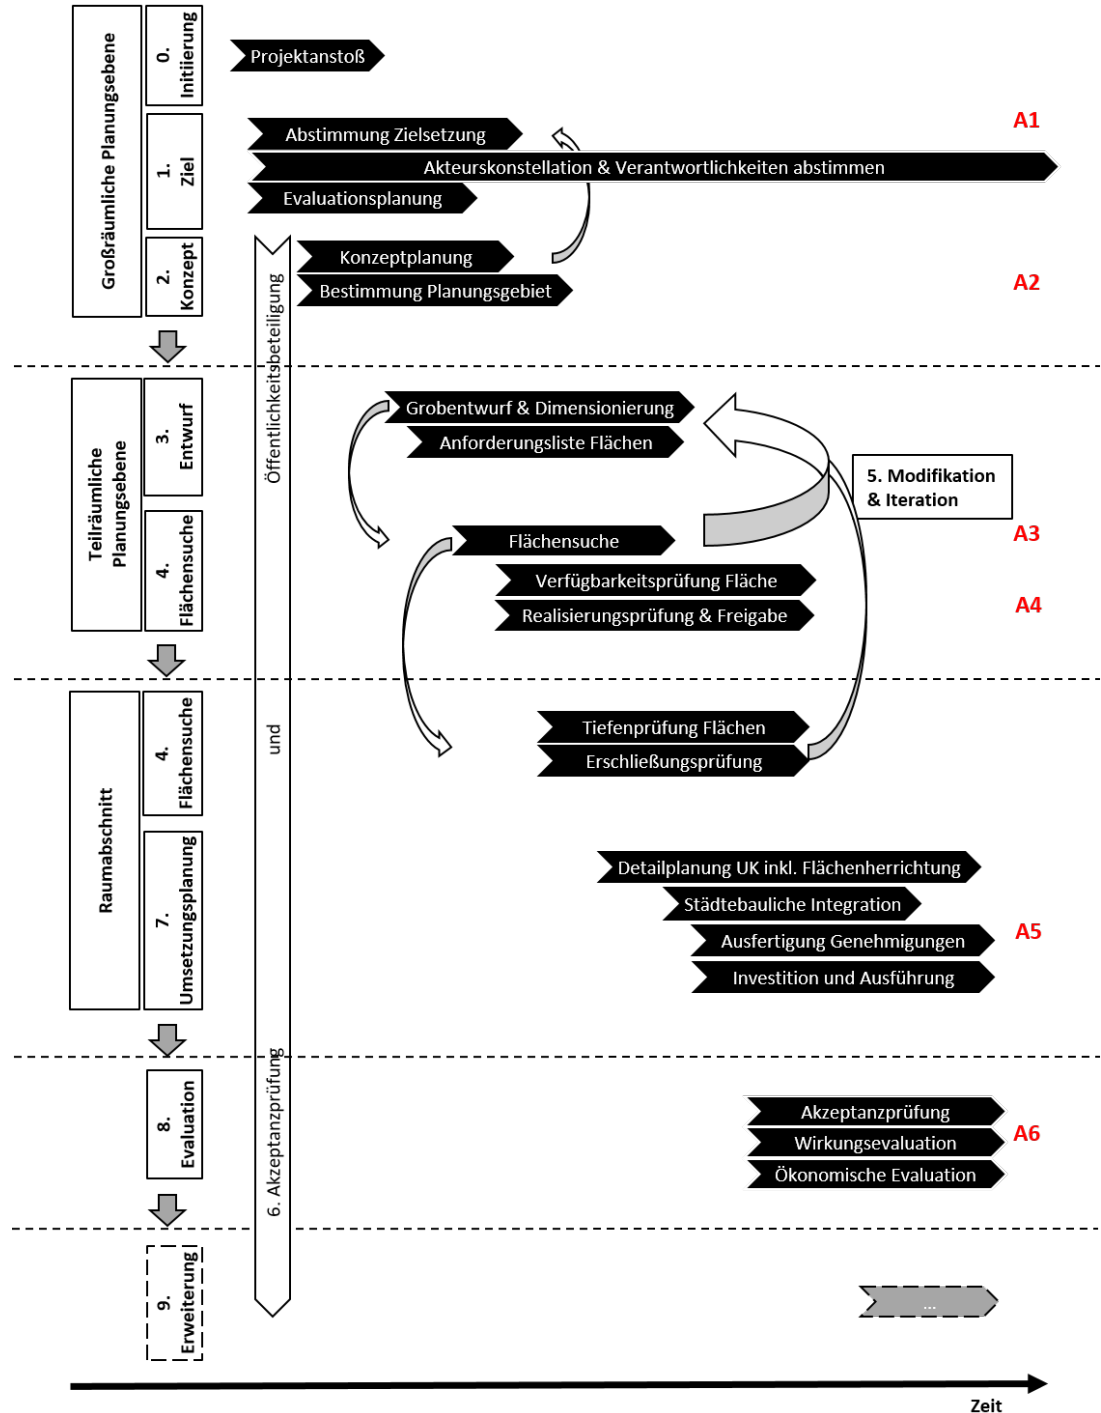 Großräumliche Planungsebene
0.
Initiierung
Projektanstoß
1.
Ziel
Abstimmung Zielsetzung
A1
Akteurskonstellation & Verantwortlichkeiten abstimmen
Evaluationsplanung
2.
Konzept
Konzeptplanung
Bestimmung Planungsgebiet
A2
6. Akzeptanzprüfung und Öffentlichkeitsbeteiligung
Teilräumliche
Planungsebene
3.
Entwurf
Grobentwurf & Dimensionierung
Anforderungsliste Flächen
5. Modifikation
& Iteration
4.
Flächensuche
Flächensuche
A3
Verfügbarkeitsprüfung Fläche
Realisierungsprüfung & Freigabe
A4
Raumabschnitt
4.
Flächensuche
Tiefenprüfung Flächen
Erschließungsprüfung
7.
Umsetzungsplanung
Detailplanung UK inkl. Flächenherrichtung
Städtebauliche Integration
Ausfertigung Genehmigungen
A5
Investition und Ausführung
8.
Evaluation
Akzeptanzprüfung
Wirkungsevaluation
A6
Ökonomische Evaluation
9.
Erweiterung
...
Zeit